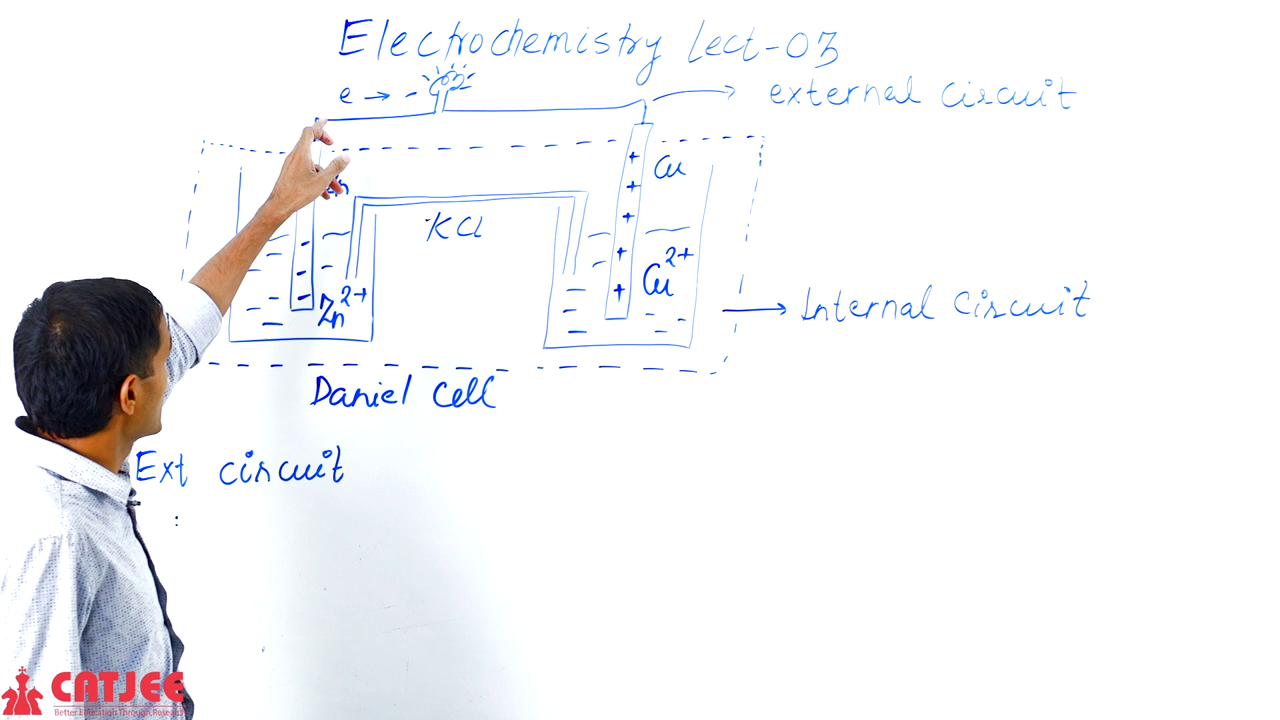 Electrochemistry Lect-03
e → -
external circuit
Cu
KCl
Zn2+
Cu2+
Internal circuit
Daniel Cell
Ext circuit
:
CATJEE
Better Education Through Research